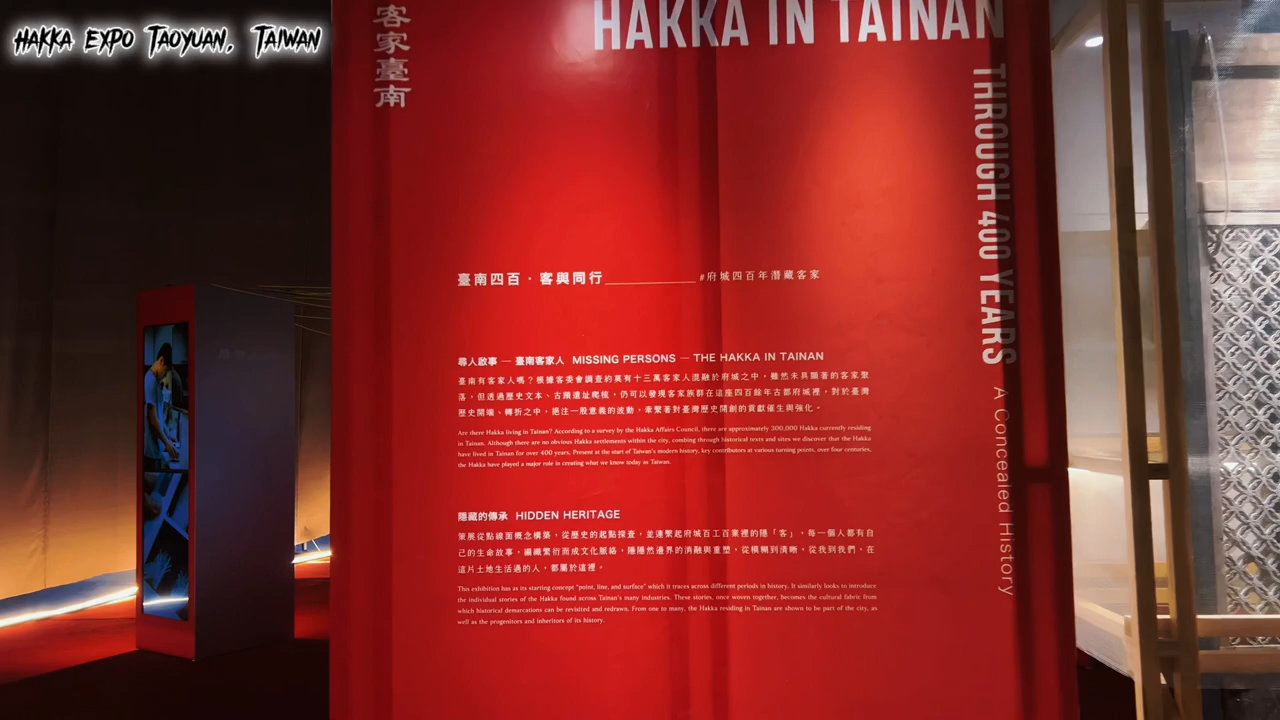 HAKKA EXPO TAOYUAN, TAIWAN
客家臺南
HAKKA IN TAINAN
THROUGH 400 YEARS
A Concealed History
臺南四百·客與同行 #府城四百年潛藏客家
尋人啟事 — 臺南客家人 MISSING PERSONS — THE HAKKA IN TAINAN
臺南有客家人嗎？根據客委會調查約莫有十三萬客家人混融於府城之中，雖然未具顯著的客家聚
落，但透過歷史文本、古蹟遺址爬梳，仍可以發現客家族群在這座四百餘年古都府城裡，對於臺灣
歷史開端、轉折之中，挹注一股意義的波動，牽繫著對臺灣歷史開創的貢獻催生與強化。
Are there Hakka living in Tainan? According to a survey by the Hakka Affairs Council, there are approximately 300,000 Hakka currently residing
in Tainan. Although there are no obvious Hakka settlements within the city, combing through historical texts and sites we discover that the Hakka
have lived in Tainan for over 400 years. Present at the start of Taiwan's modern history, key contributors at various turning points, over four centuries,
the Hakka have played a major role in creating what we know today as Taiwan.
隱藏的傳承 HIDDEN HERITAGE
策展從點線面概念構築，從歷史的起點探查，並連繫起府城百工百業裡的隱「客」，每一個人都有自
己的生命故事，編織繁衍而成文化脈絡，隱隱然邊界的消融與重塑，從模糊到清晰，從我到我們，在
這片土地生活過的人，都屬於這裡。
This exhibition has as its starting concept "point, line, and surface" which it traces across different periods in history. It similarly looks to introduce
the individual stories of the Hakka found across Tainan's many industries. These stories, once woven together, becomes the cultural fabric from
which historical demarcations can be revisited and redrawn. From one to many, the Hakka residing in Tainan are shown to be part of the city, as
well as the progenitors and inheritors of its history.